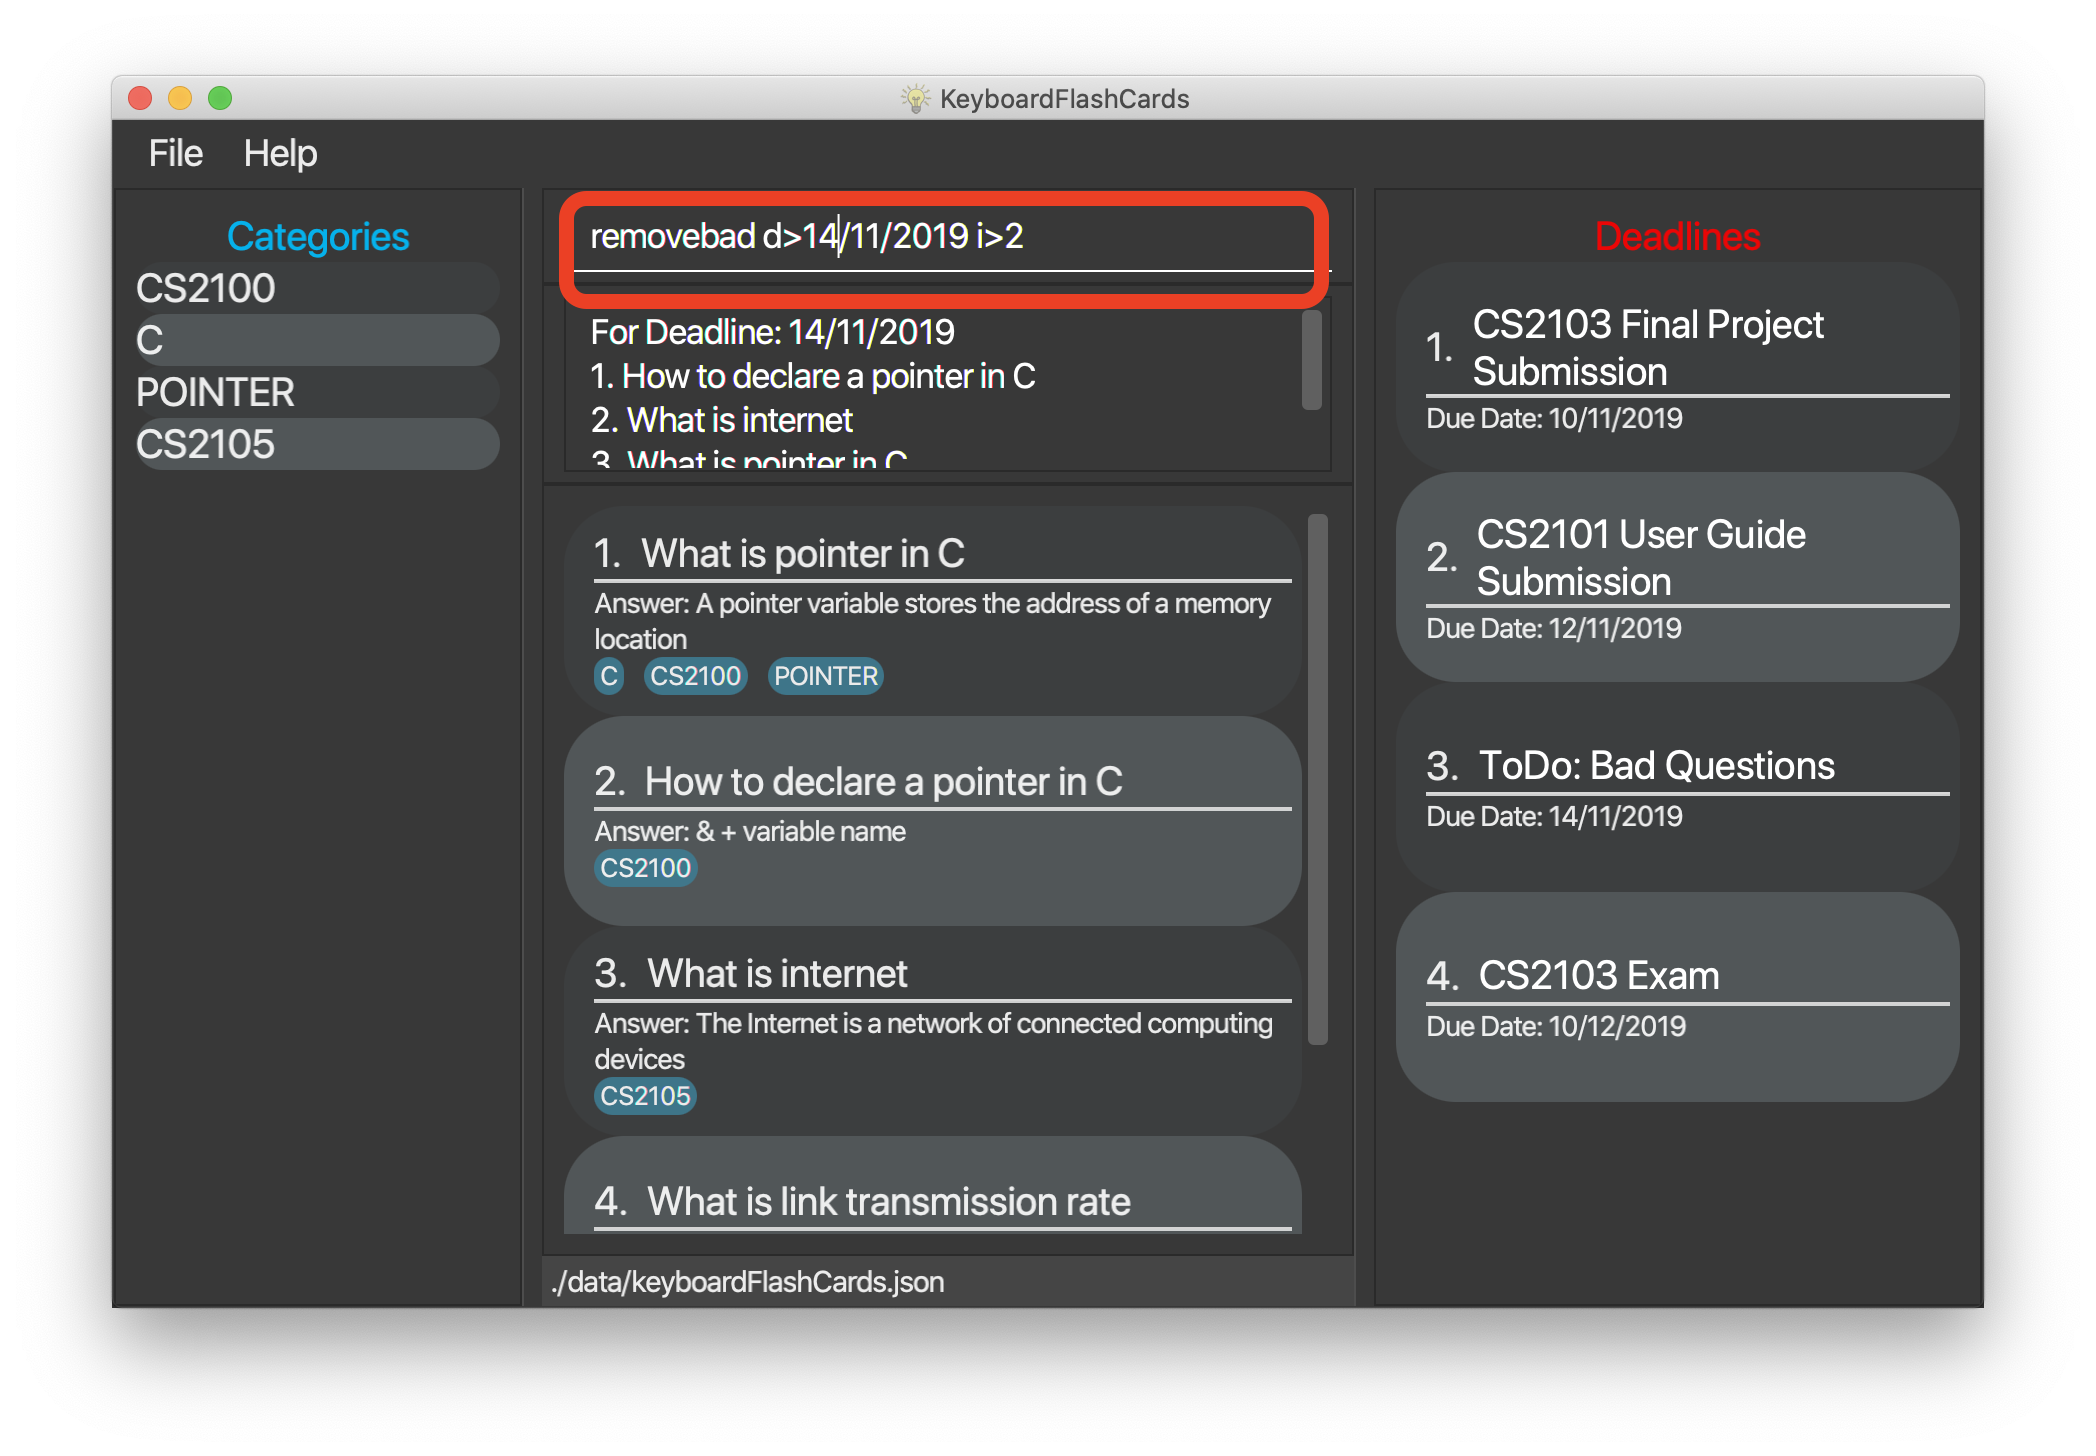 KeyboardFlashCards
File Help
Categories
CS2100
C
POINTER
CS2105
removebad d>14/11/2019 i>2
For Deadline: 14/11/2019
1. How to declare a pointer in C
2. What is internet
3. What is pointer in C
1. What is pointer in C
Answer: A pointer variable stores the address of a memory
location
C CS2100 POINTER
2. How to declare a pointer in C
Answer: & + variable name
CS2100
3. What is internet
Answer: The Internet is a network of connected computing
devices
CS2105
4. What is link transmission rate
./data/keyboardFlashCards.json
Deadlines
1. CS2103 Final Project
Submission
Due Date: 10/11/2019
2. CS2101 User Guide
Submission
Due Date: 12/11/2019
3. ToDo: Bad Questions
Due Date: 14/11/2019
4. CS2103 Exam
Due Date: 10/12/2019